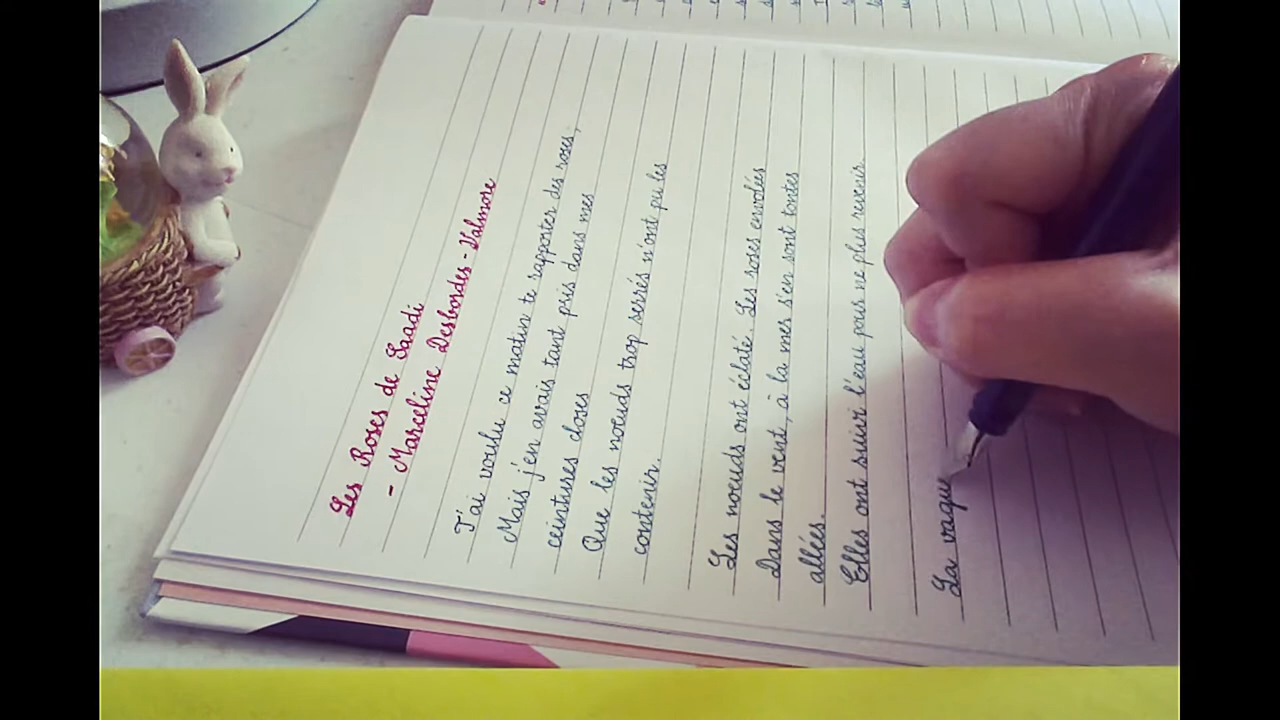 Les Roses de Saadi
- Marceline Desbordes-Valmore
J'ai voulu ce matin te rapporter des roses ;
Mais j'en avais tant pris dans mes
ceintures closes
Que les noeuds trop serrés n'ont pu les
contenir.
Les noeuds ont éclaté. Les roses envolées
Dans le vent, à la mer s'en sont toutes
allées.
Elles ont suivi l'eau pour ne plus revenir.
La vague